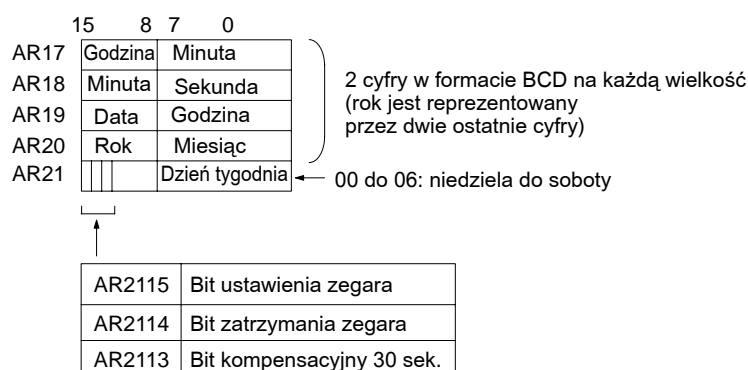 15 8 7 0
AR17 Godzina Minuta
AR18 Minuta Sekunda
AR19 Data Godzina
AR20 Rok Miesiąc
AR21 Dzień tygodnia
2 cyfry w formacie BCD na każdą wielkość
(rok jest reprezentowany
przez dwie ostatnie cyfry)
00 do 06: niedziela do soboty
AR2115 Bit ustawienia zegara
AR2114 Bit zatrzymania zegara
AR2113 Bit kompensacyjny 30 sek.